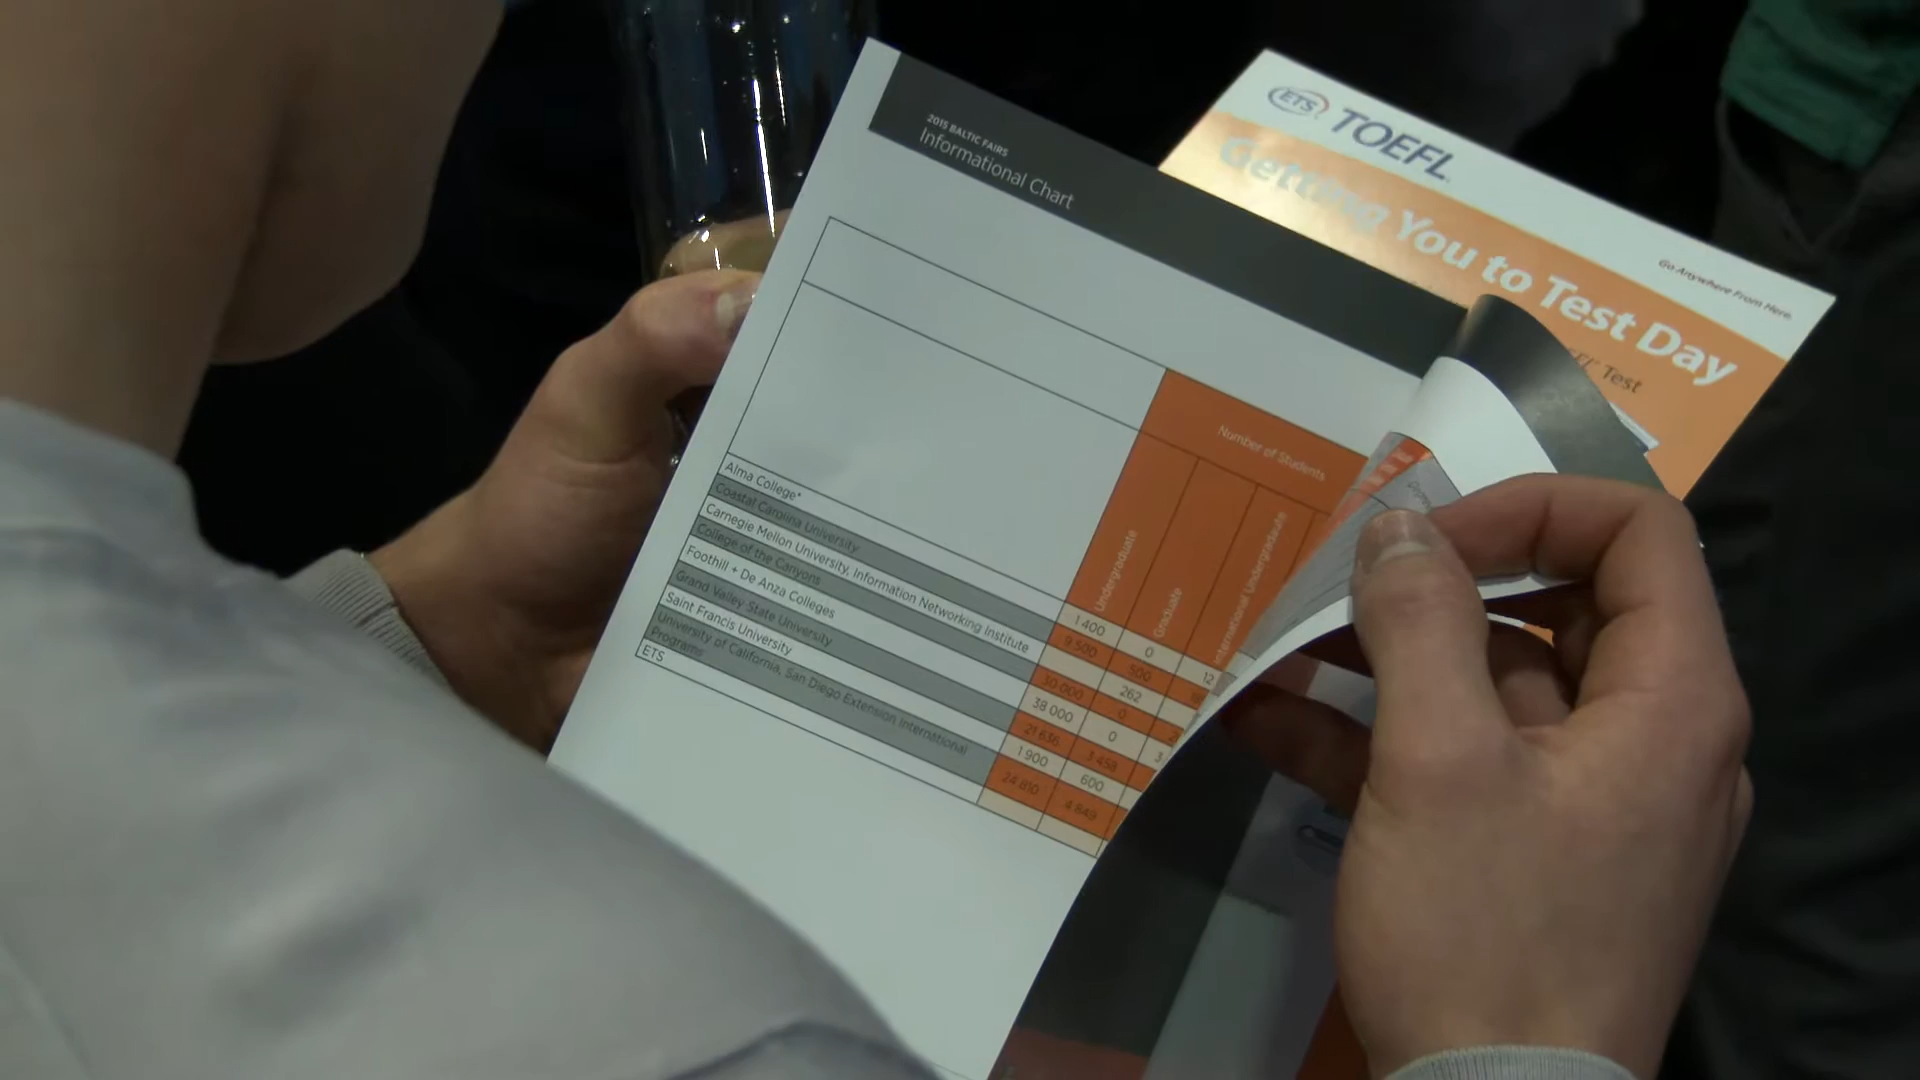 ETS TOEFL
Go Anywhere From Here.
Getting You to Test Day
Test
2015 BALTIC FAIRS
Informational Chart
Number of Students
Undergraduate
Graduate
International Undergraduate
Alma College* 1 400 0 12
Coastal Carolina University 9 500 500
Carnegie Mellon University, Information Networking Institute 262
College of the Canyons 30 000 0
Foothill + De Anza Colleges 38 000 0
Grand Valley State University 21 636 3 458
Saint Francis University 1 900 600
University of California, San Diego Extension International
Programs 24 810 4 849
ETS